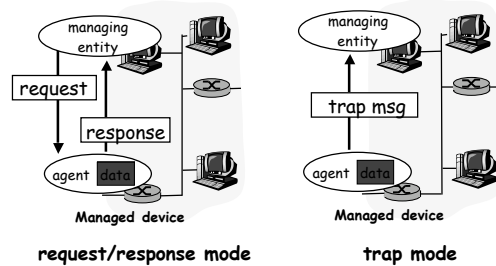 managing
entity
request
response
agent data
Managed device
request/response mode
managing
entity
trap msg
agent data
Managed device
trap mode